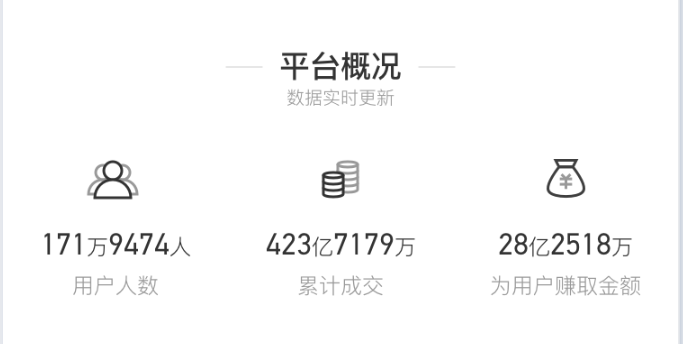 平台概况
数据实时更新
¥
171万9474人
423亿7179万
28亿2518万
用户人数
累计成交
为用户赚取金额